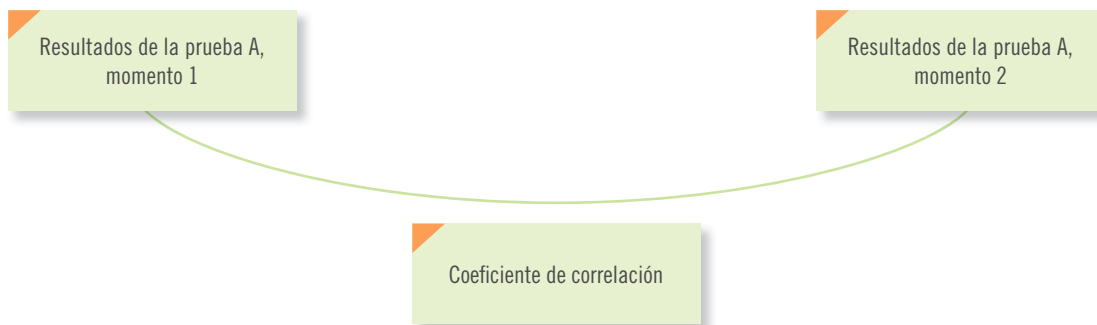 Resultados de la prueba A,
momento 1
Resultados de la prueba A,
momento 2
Coeficiente de correlación